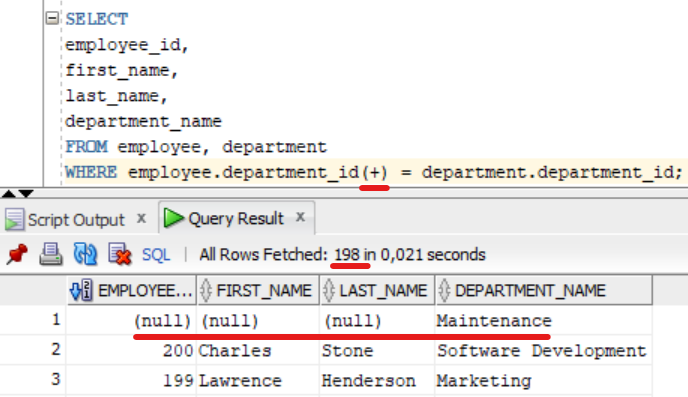 SELECT
employee_id,
first_name,
last_name,
department_name
FROM employee, department
WHERE employee.department_id(+) = department.department_id;
Script Output x Query Result x
SQL | All Rows Fetched: 198 in 0,021 seconds
EMPLOYEE... FIRST_NAME LAST_NAME DEPARTMENT_NAME
1 (null) (null) (null) Maintenance
2 200 Charles Stone Software Development
3 199 Lawrence Henderson Marketing